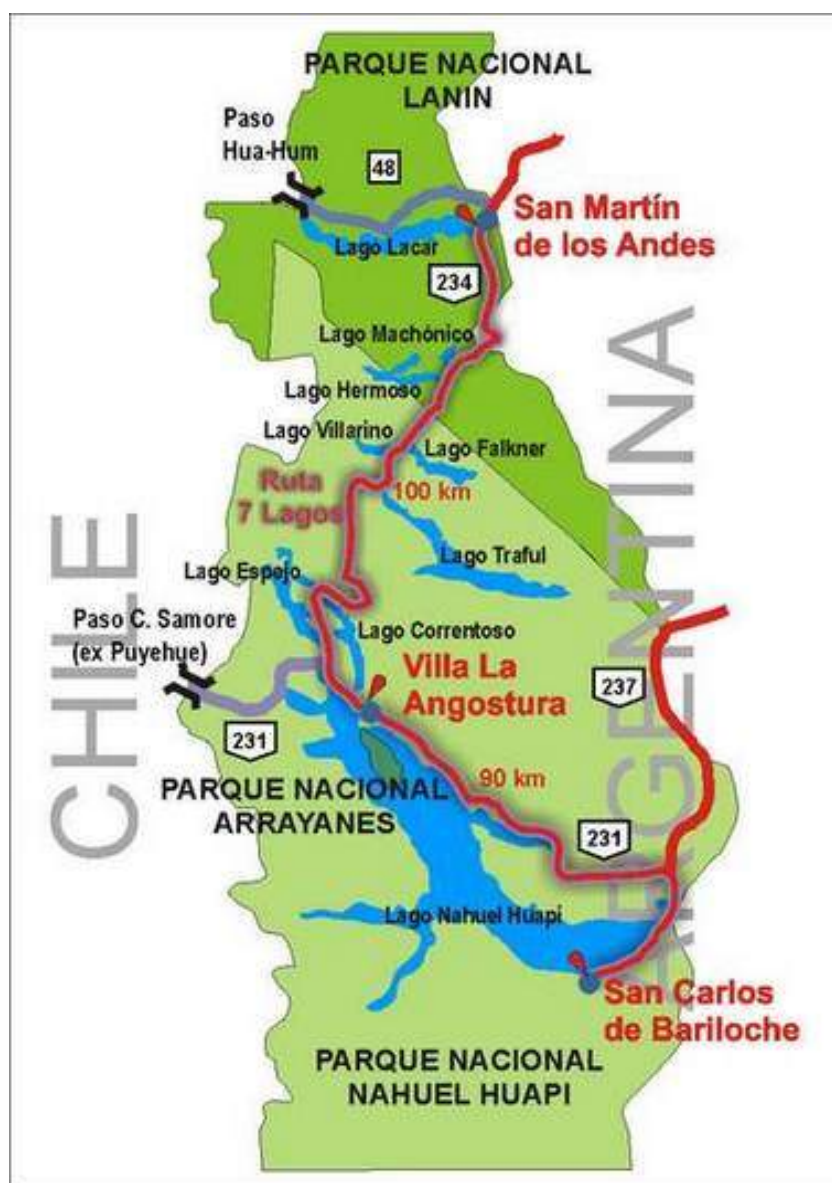 PARQUE NACIONAL
LANIN
Paso
Hua-Hum
48
San Martín
de los Andes
Lago Lacar
234
Lago Machónico
Lago Hermoso
Lago Villarino
Lago Falkner
Ruta
7 Lagos
100 km
Lago Traful
Lago Espejo
CHILE
ARGENTINA
Paso C. Samore
(ex Puyehue)
Lago Correntoso
Villa La
Angostura
237
231
PARQUE NACIONAL
ARRAYANES
90 km
231
Lago Nahuel Huapi
San Carlos
de Bariloche
PARQUE NACIONAL
NAHUEL HUAPI